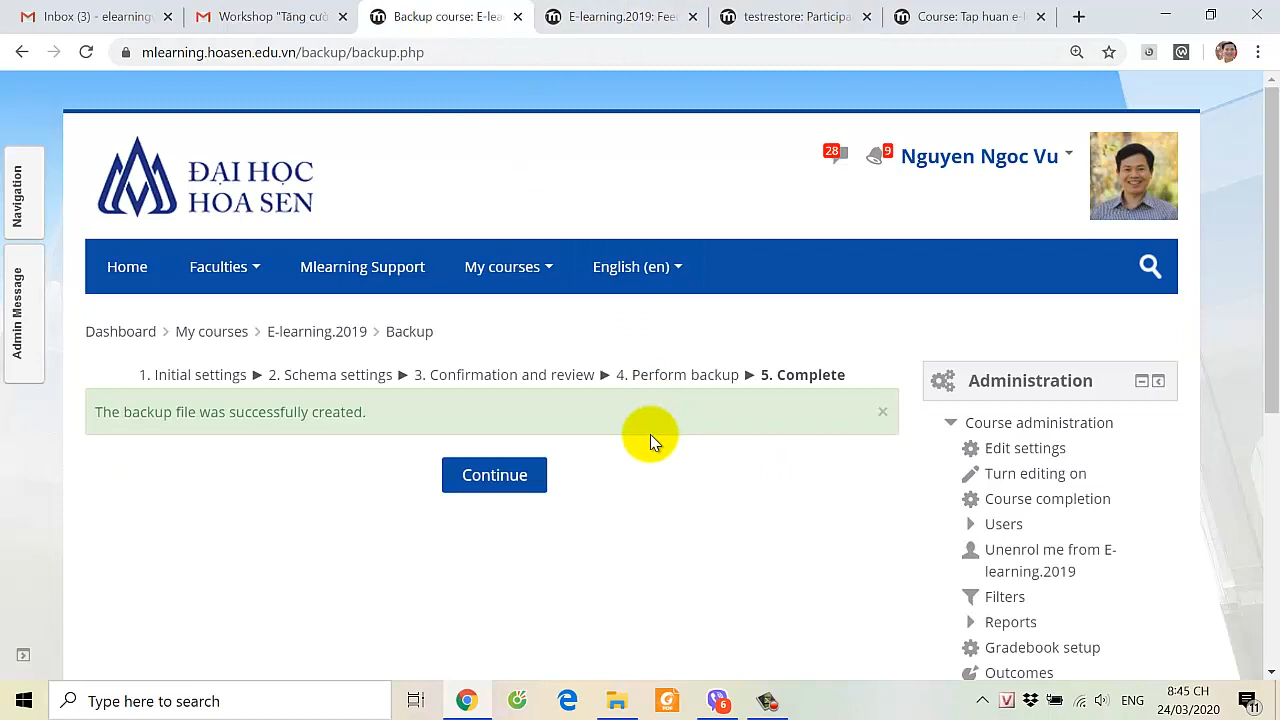 Inbox (3) - elearning
Workshop "Tăng cườ
Backup course: E-lea
E-learning.2019: Feed
testrestore: Participa
Course: Tap huan e-l
mlearning.hoasen.edu.vn/backup/backup.php
Navigation
Admin Message
ĐẠI HỌC
HOA SEN
28
9
Nguyen Ngoc Vu
Home
Faculties
Mlearning Support
My courses
English (en)
Dashboard > My courses > E-learning.2019 > Backup
1. Initial settings ► 2. Schema settings ► 3. Confirmation and review ► 4. Perform backup ► 5. Complete
The backup file was successfully created.
×
Continue
Administration
Course administration
Edit settings
Turn editing on
Course completion
Users
Unenrol me from E-
learning.2019
Filters
Reports
Gradebook setup
Outcomes
Type here to search
6
ENG
8:45 CH
24/03/2020
11